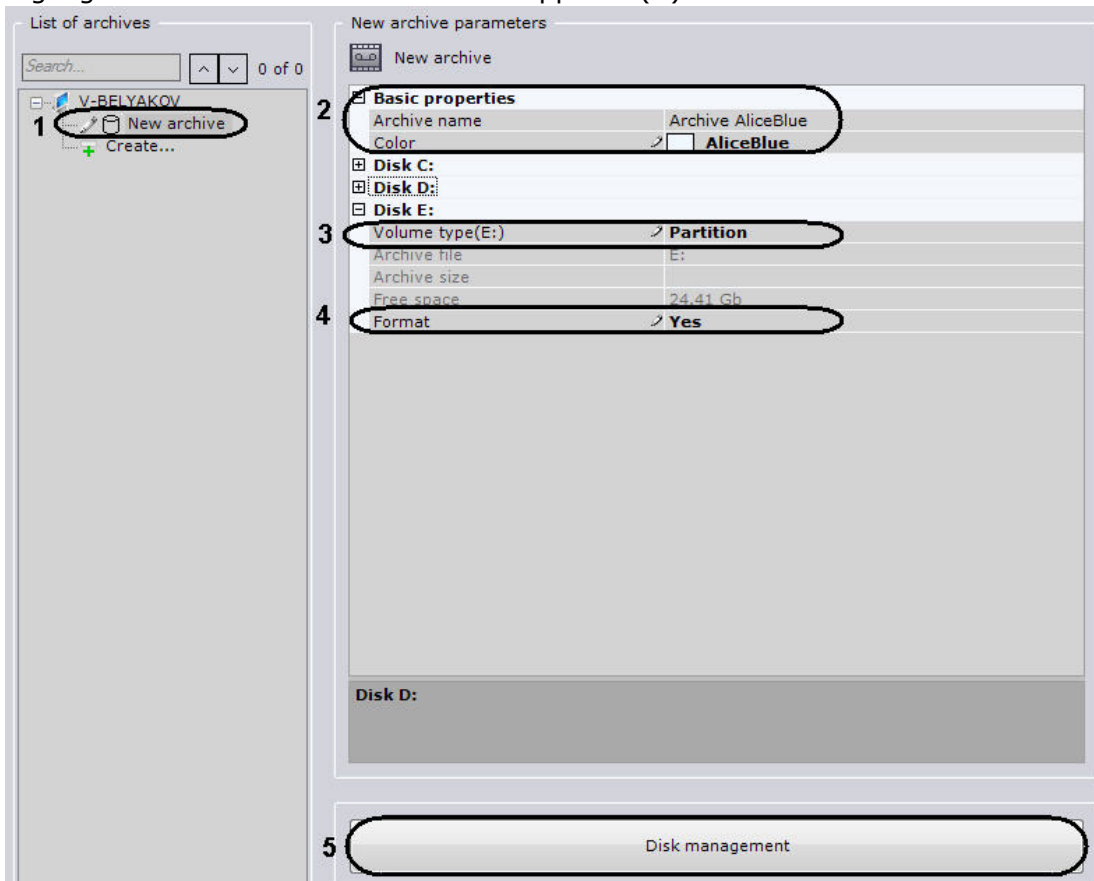 List of archives
New archive parameters
Search...
0 of 0
New archive
V-BELYAKOV
1 New archive
Create...
2 Basic properties
Archive name Archive AliceBlue
Color AliceBlue
Disk C:
Disk D:
Disk E:
3 Volume type(E:) Partition
Archive file E:
Archive size
Free space 24,41 Gb
4 Format Yes
Disk D:
5 Disk management